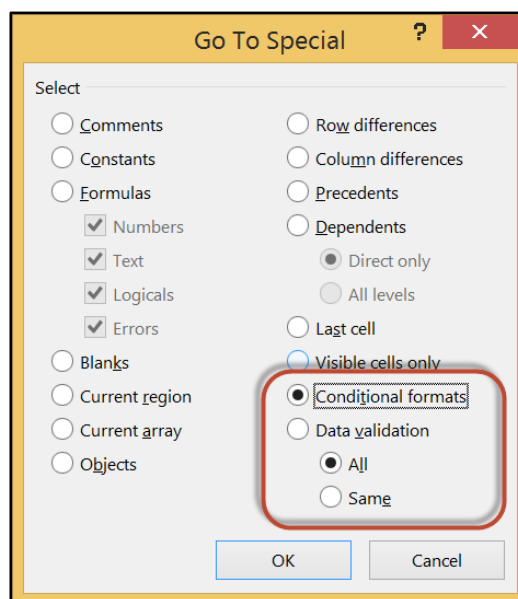 Go To Special
?
Select
Comments
Constants
Formulas
Numbers
Text
Logicals
Errors
Blanks
Current region
Current array
Objects
Row differences
Column differences
Precedents
Dependents
Direct only
All levels
Last cell
Visible cells only
Conditional formats
Data validation
All
Same
OK
Cancel